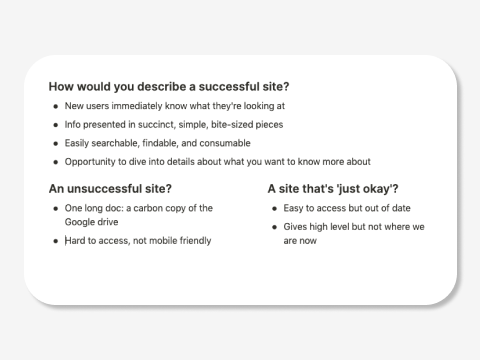 How would you describe a successful site?
• New users immediately know what they're looking at
• Info presented in succinct, simple, bite-sized pieces
• Easily searchable, findable, and consumable
• Opportunity to dive into details about what you want to know more about
An unsuccessful site?
• One long doc: a carbon copy of the
Google drive
• Hard to access, not mobile friendly
A site that's 'just okay'?
• Easy to access but out of date
• Gives high level but not where we
are now